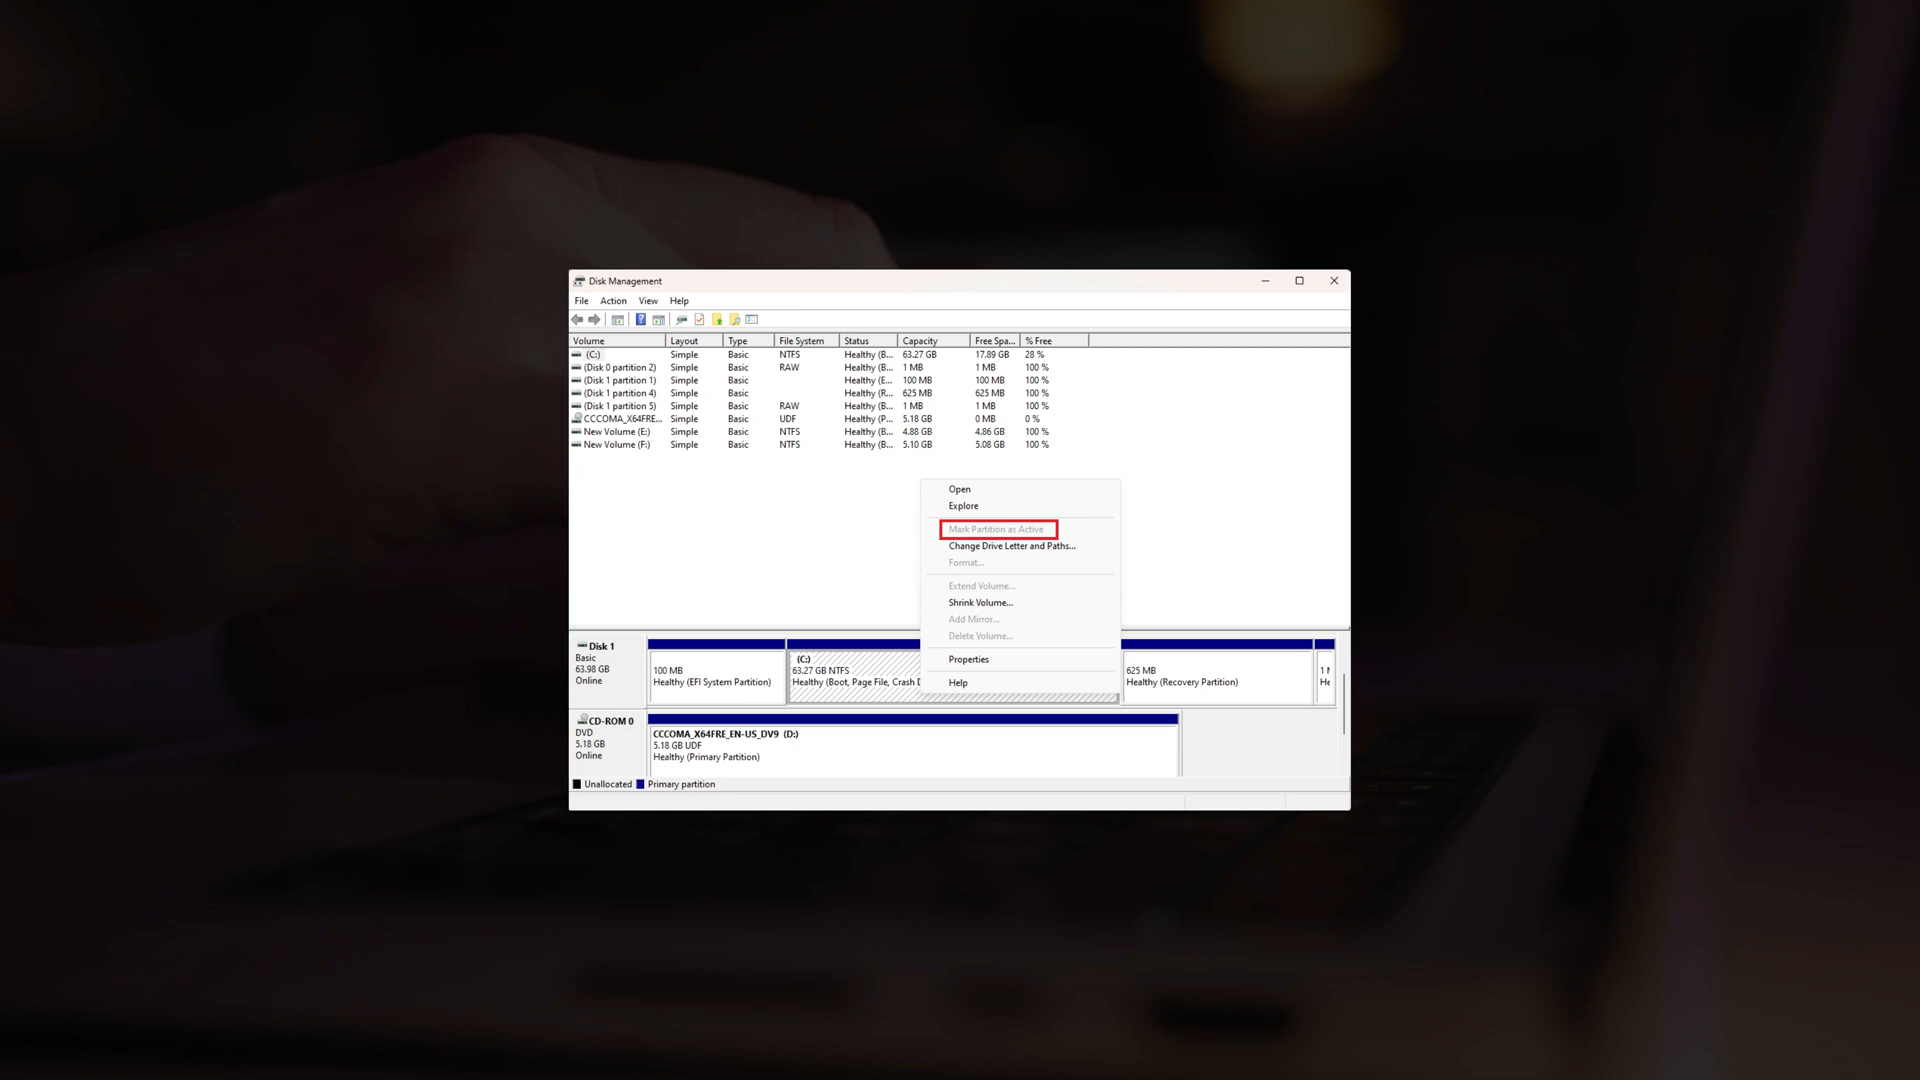 Disk Management
File Action View Help
Volume Layout Type File System Status Capacity Free Spa... % Free
(C:) Simple Basic NTFS Healthy (B... 63.27 GB 17.89 GB 28 %
(Disk 0 partition 2) Simple Basic RAW Healthy (B... 1 MB 1 MB 100 %
(Disk 1 partition 1) Simple Basic Healthy (E... 100 MB 100 MB 100 %
(Disk 1 partition 4) Simple Basic Healthy (R... 625 MB 625 MB 100 %
(Disk 1 partition 5) Simple Basic RAW Healthy (B... 1 MB 1 MB 100 %
CCCOMA_X64FRE... Simple Basic UDF Healthy (P... 5.18 GB 0 MB 0 %
New Volume (E:) Simple Basic NTFS Healthy (B... 4.88 GB 4.86 GB 100 %
New Volume (F:) Simple Basic NTFS Healthy (B... 5.10 GB 5.08 GB 100 %
Open
Explore
Mark Partition as Active
Change Drive Letter and Paths...
Format...
Extend Volume...
Shrink Volume...
Add Mirror...
Delete Volume...
Properties
Help
Disk 1
Basic
63.98 GB
Online
100 MB
Healthy (EFI System Partition)
(C:)
63.27 GB NTFS
Healthy (Boot, Page File, Crash
625 MB
Healthy (Recovery Partition)
1
He
CD-ROM 0
DVD
5.18 GB
Online
CCCOMA_X64FRE_EN-US_DV9 (D:)
5.18 GB UDF
Healthy (Primary Partition)
Unallocated Primary partition